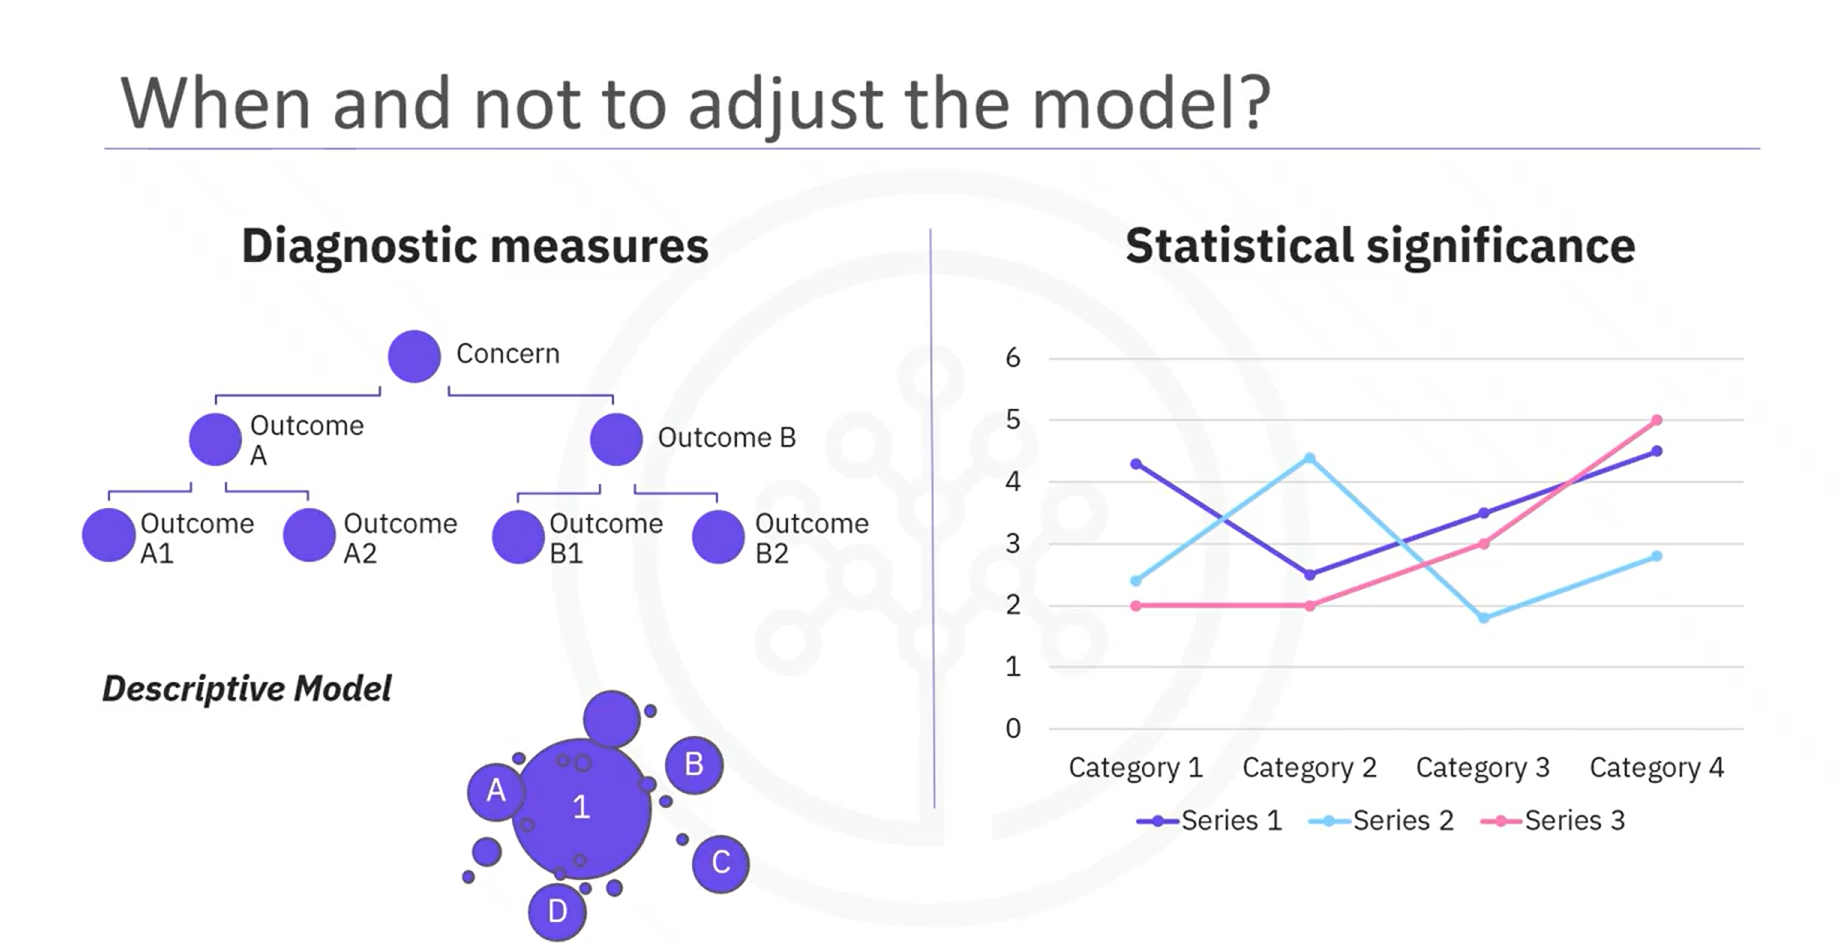 When and not to adjust the model?
Diagnostic measures
Concern
Outcome
A
Outcome B
Outcome
A1
Outcome
A2
Outcome
B1
Outcome
B2
Descriptive Model
1
A
B
C
D
Statistical significance
6
5
4
3
2
1
0
Category 1
Category 2
Category 3
Category 4
Series 1
Series 2
Series 3